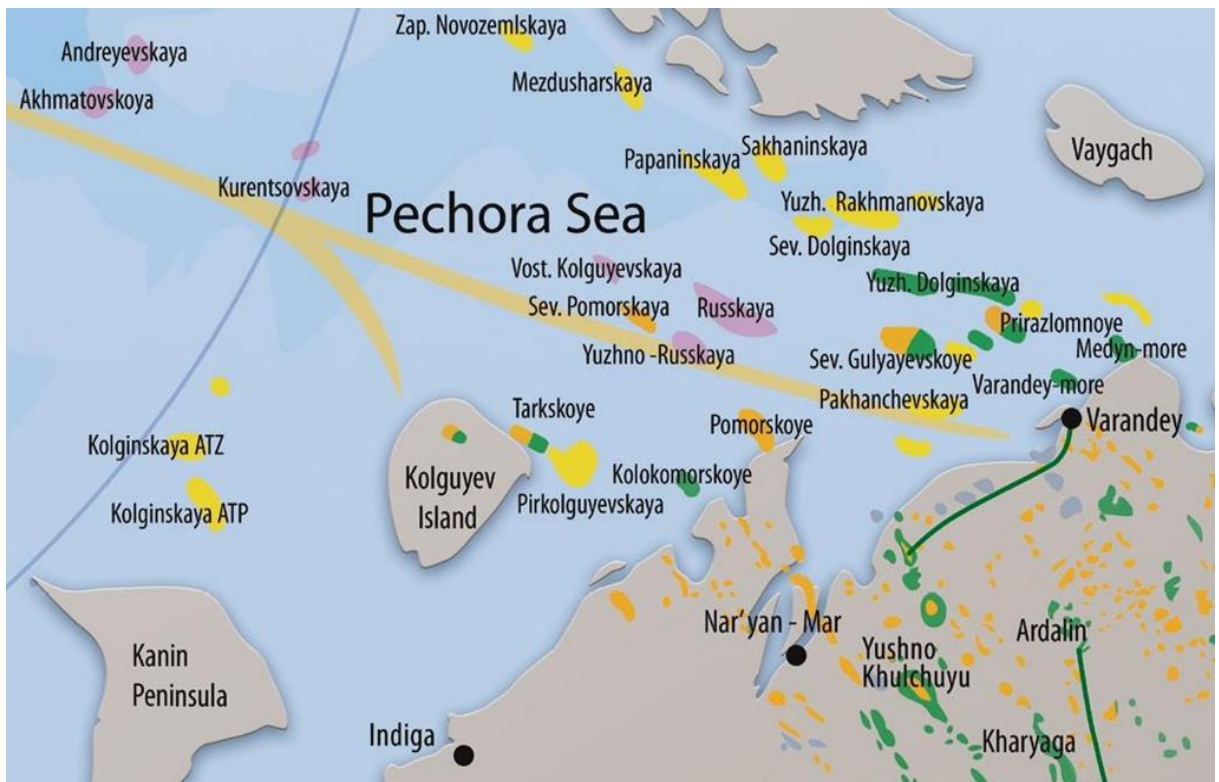 Zap. Novozemlskaya
Andreyevskaya
Mezdusharskaya
Akhmatovskoya
Sakhaninskaya
Vaygach
Papaninskaya
Kurentsovskaya
Pechora Sea
Yuzh. Rakhmanovskaya
Sev. Dolginskaya
Vost. Kolguyevskaya
Yuzh. Dolginskaya
Sev. Pomorskaya
Russkaya
Prirazlomnoye
Yuzhno -Russkaya
Sev. Gulyayevskoye
Medyn-more
Varandey-more
Pakhanchevskaya
Tarkskoye
Pomorskoye
Varandey
Kolginskaya ATZ
Kolguyev
Island
Kolokomorskoye
Pirkolguyevskaya
Kolginskaya ATP
Nar'yan - Mar
Ardalin
Kanin
Peninsula
Yushno
Khulchuyu
Indiga
Kharyaga